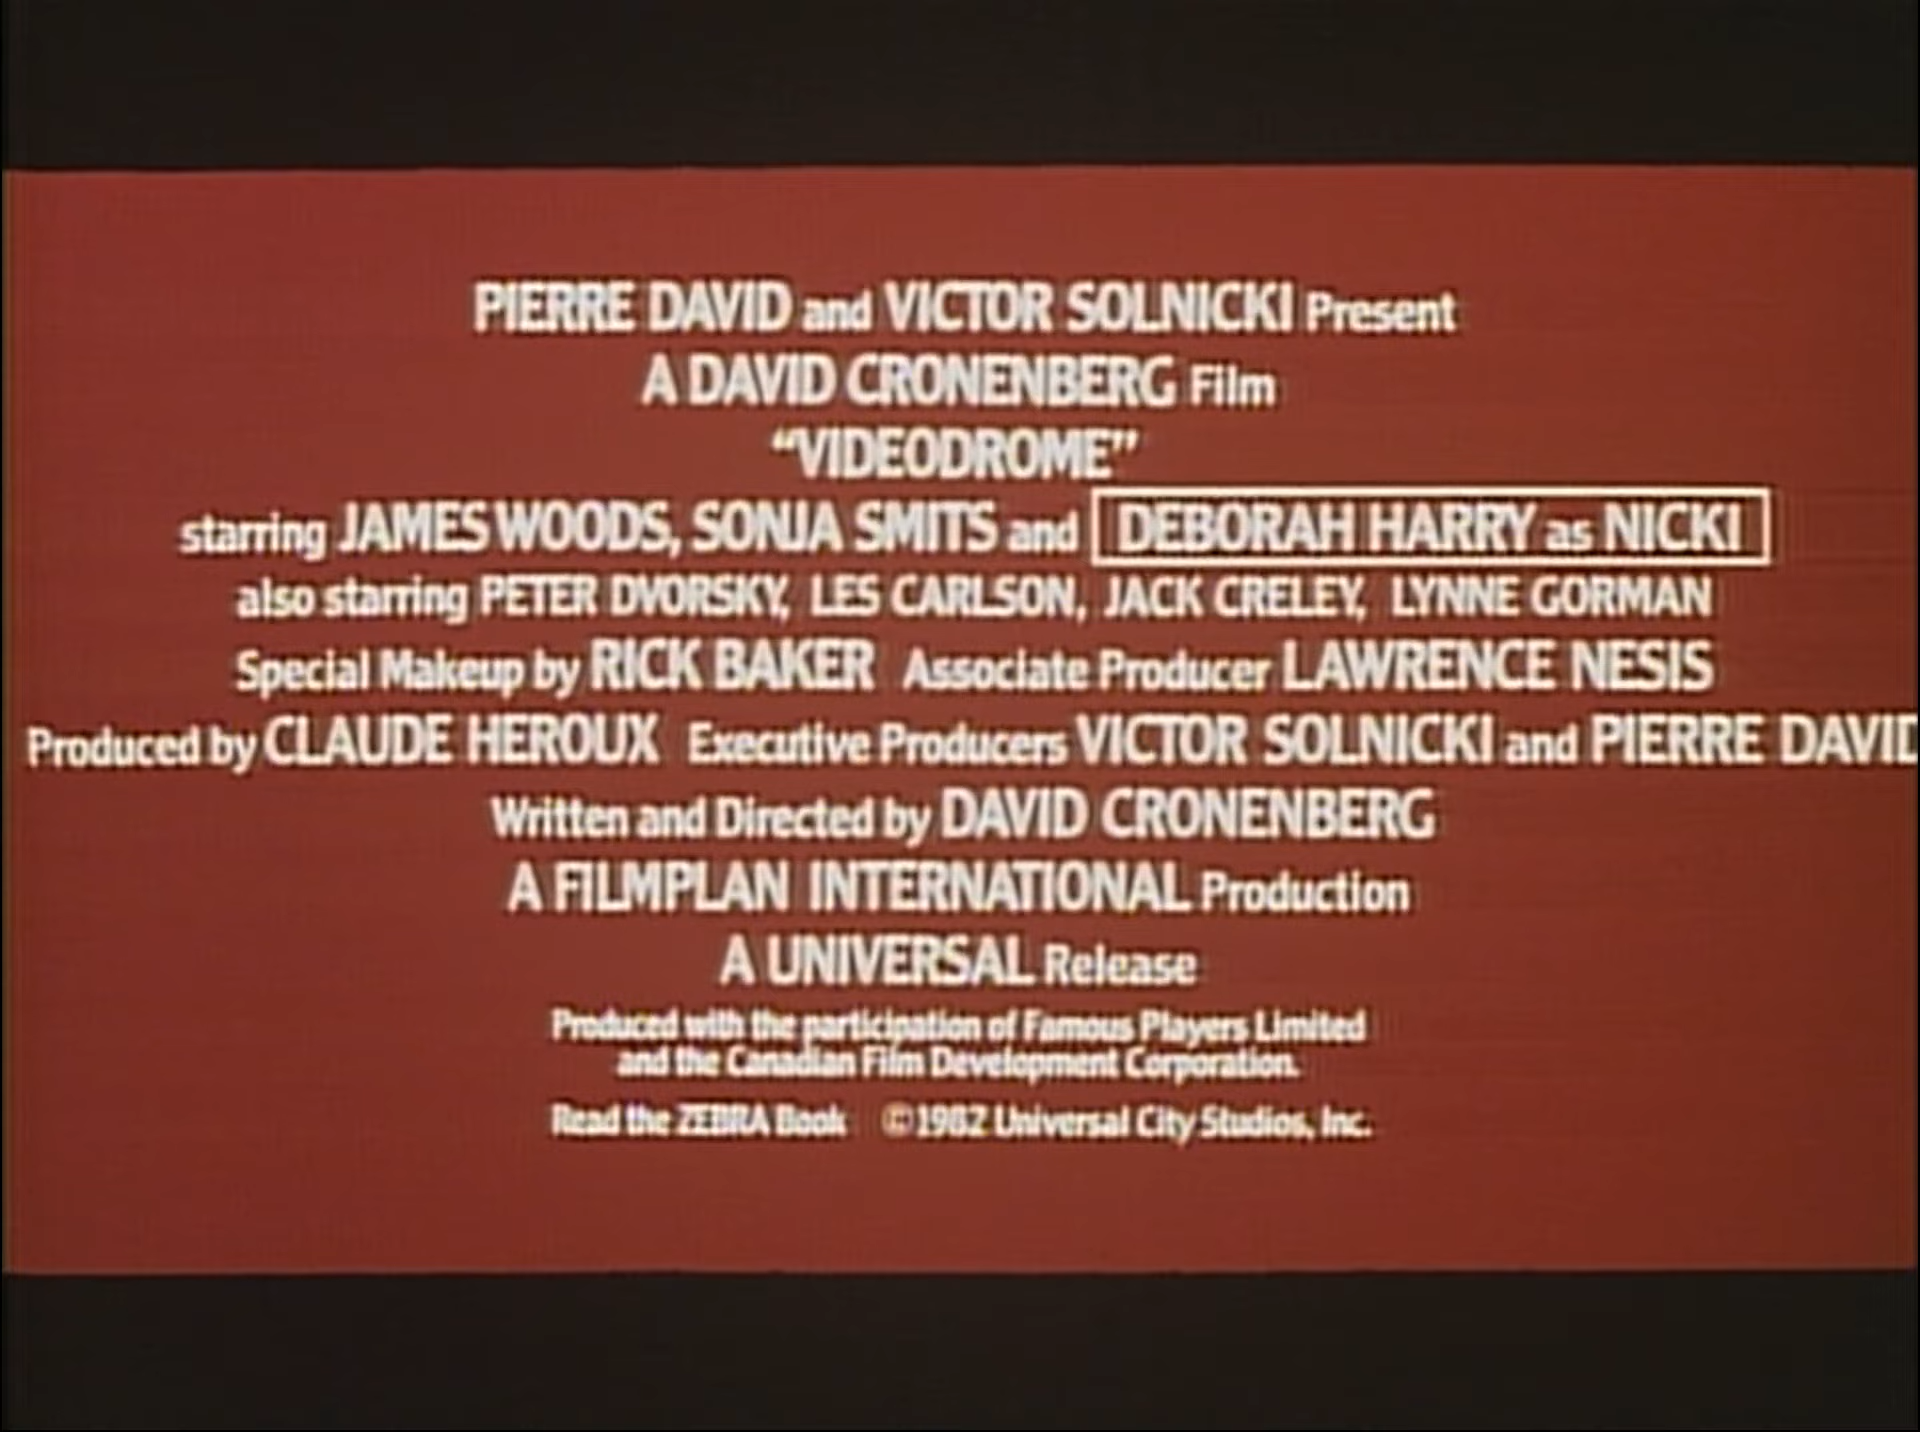 PIERRE DAVID and VICTOR SOLNICKI Present
A DAVID CRONENBERG Film
“VIDEODROME”
starring JAMES WOODS, SONJA SMITS and DEBORAH HARRY as NICKI
also starring PETER DVORSKY, LES CARLSON, JACK CRELEY, LYNNE GORMAN
Special Makeup by RICK BAKER Associate Producer LAWRENCE NESIS
Produced by CLAUDE HEROUX Executive Producers VICTOR SOLNICKI and PIERRE DAVID
Written and Directed by DAVID CRONENBERG
A FILMPLAN INTERNATIONAL Production
A UNIVERSAL Release
Produced with the participation of Famous Players Limited
and the Canadian Film Development Corporation.
Read the ZEBRA Book ©1982 Universal City Studios, Inc.